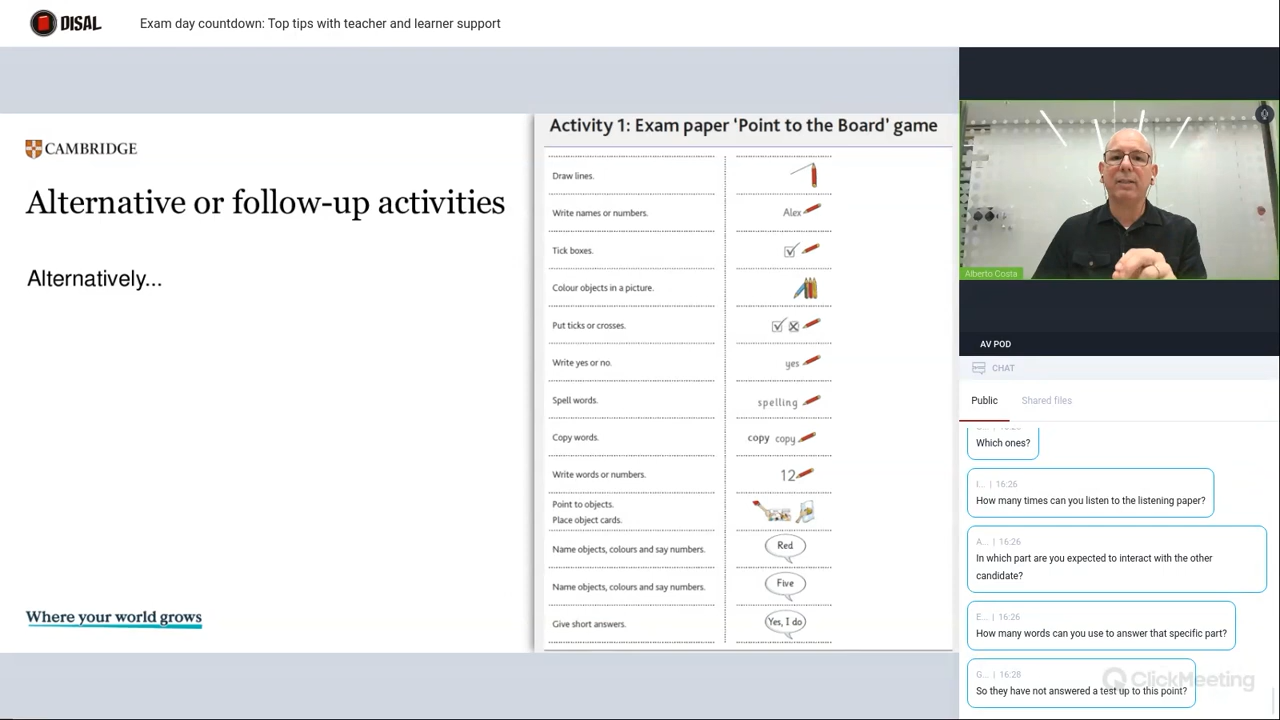 DISAL
Exam day countdown: Top tips with teacher and learner support
CAMBRIDGE
Alternative or follow-up activities
Alternatively...
Where your world grows
Activity 1: Exam paper 'Point to the Board' game
Draw lines.
Write names or numbers.
Alex
Tick boxes.
Colour objects in a picture.
Put ticks or crosses.
Write yes or no.
yes
Spell words.
spelling
Copy words.
copy copy
Write words or numbers.
12
Point to objects.
Place object cards.
Name objects, colours and say numbers.
Red
Name objects, colours and say numbers.
Five
Give short answers.
Yes, I do
Alberto Costa
AV POD
CHAT
Public
Shared files
Which ones?
I... | 16:26
How many times can you listen to the listening paper?
A... | 16:26
In which part are you expected to interact with the other
candidate?
E... | 16:26
How many words can you use to answer that specific part?
G... | 16:28
So they have not answered a test up to this point?
ClickMeeting